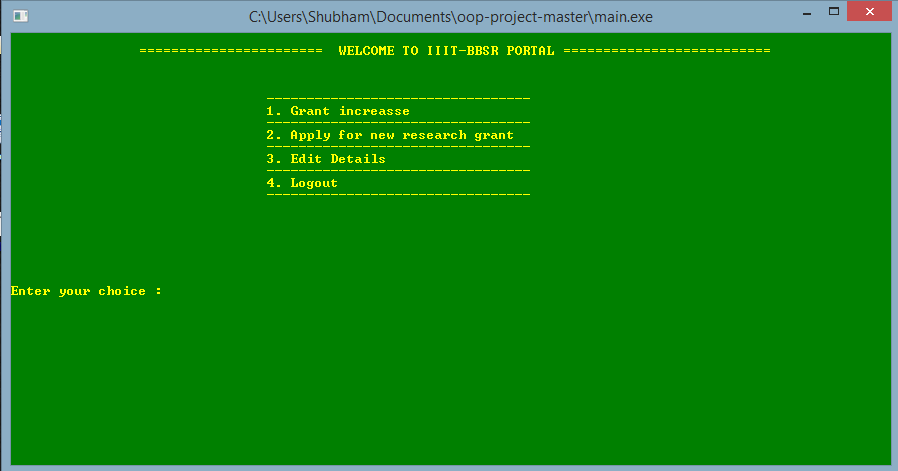 C:\Users\Shubham\Documents\oop-project-master\main.exe
======================= WELCOME TO IIIT-BBSR PORTAL ==========================
---------------------------------
1. Grant increasse
---------------------------------
2. Apply for new research grant
---------------------------------
3. Edit Details
---------------------------------
4. Logout
---------------------------------
Enter your choice :